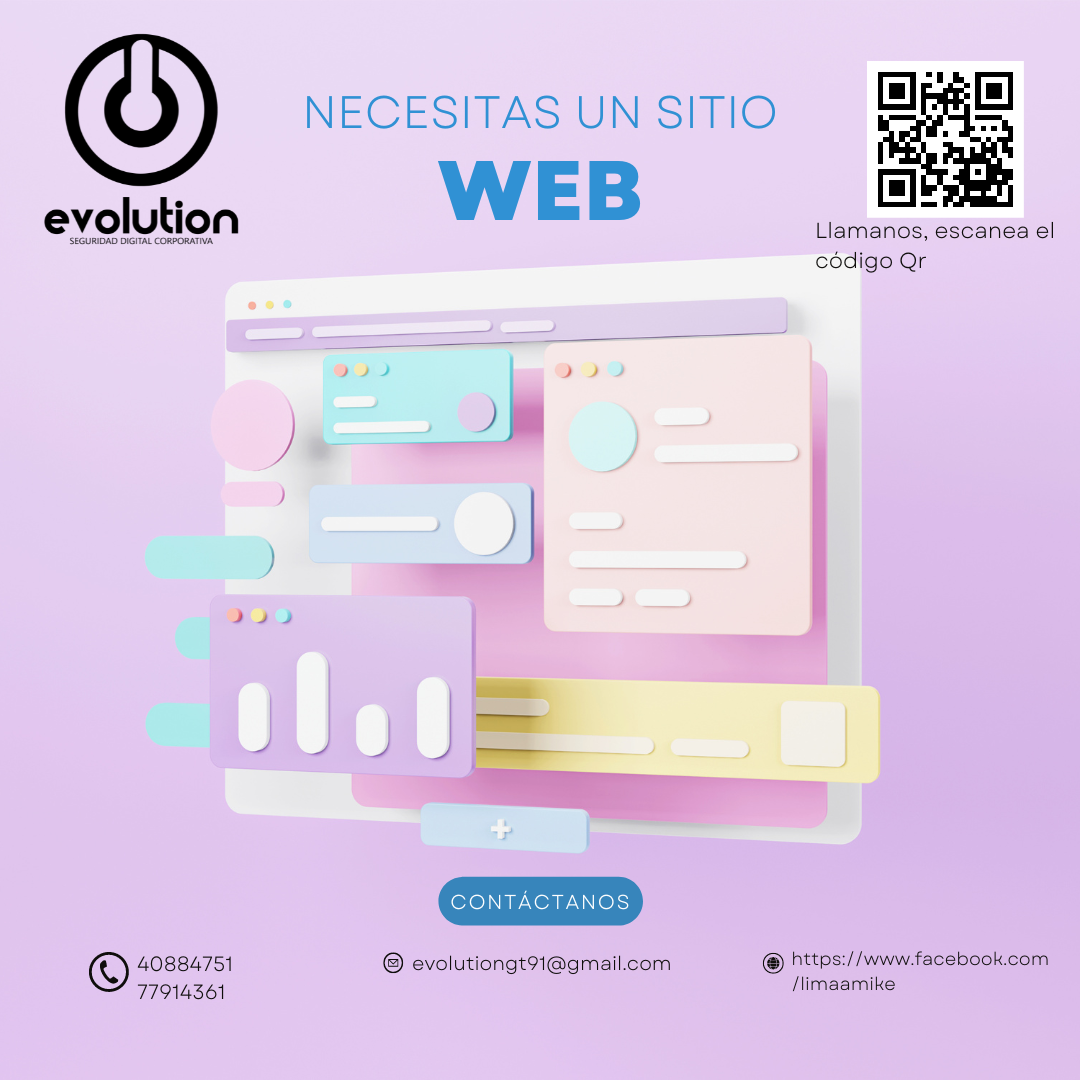 evolution
SEGURIDAD DIGITAL CORPORATIVA
NECESITAS UN SITIO
WEB
Llamanos, escanea el
código Qr
CONTÁCTANOS
40884751
77914361
evolutiongt91@gmail.com
https://www.facebook.com
/limaamike